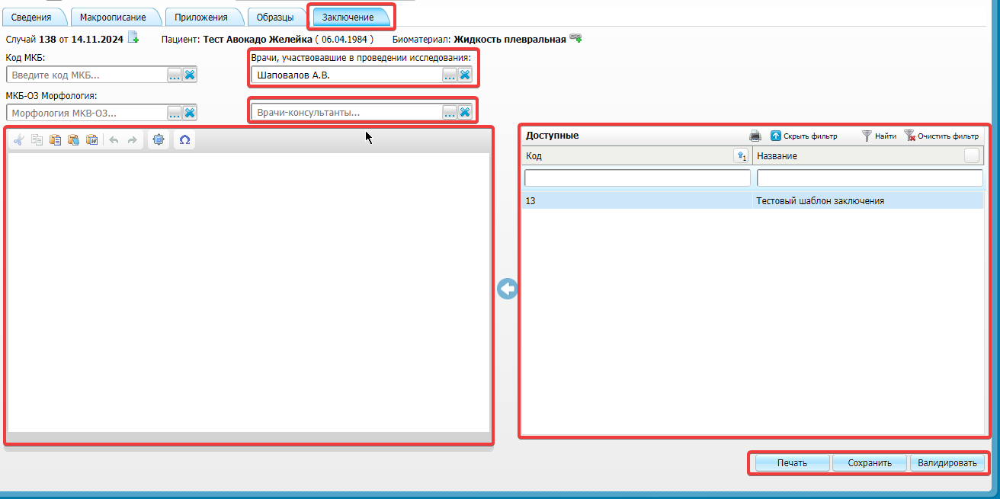 Сведения Макроописание Приложения Образцы Заключение
Случай 138 от 14.11.2024 Пациент: Тест Авокадо Желейка ( 06.04.1984 ) Биоматериал: Жидкость плевральная
Код МКБ: Врачи, участвовавшие в проведении исследования:
Введите код МКБ... ... Шаповалов А.В. ...
МКБ-О3 Морфология:
Морфология МКВ-О3... ... Врачи-консультанты... ...
Доступные Скрыть фильтр Найти Очистить фильтр
Код 1 Название
13 Тестовый шаблон заключения
Печать Сохранить Валидировать